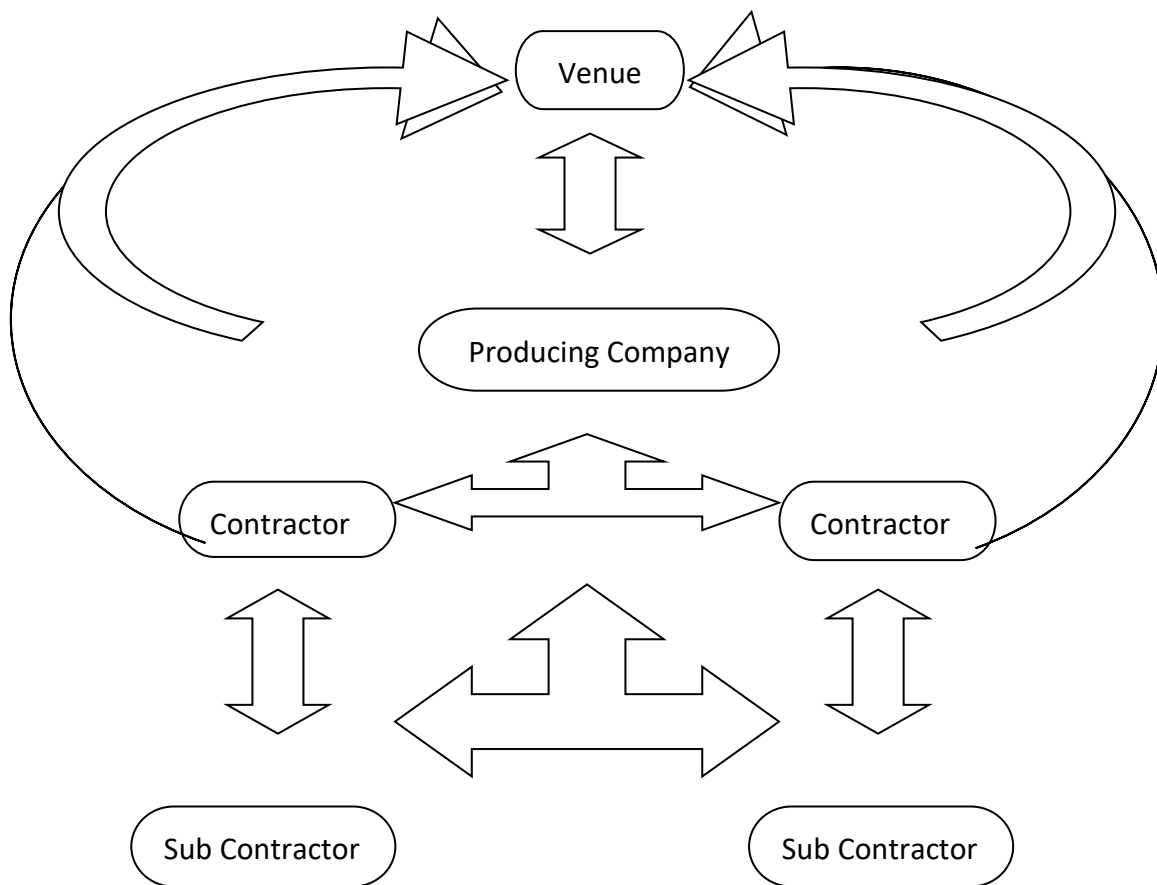 Venue
Producing Company
Contractor
Contractor
Sub Contractor
Sub Contractor